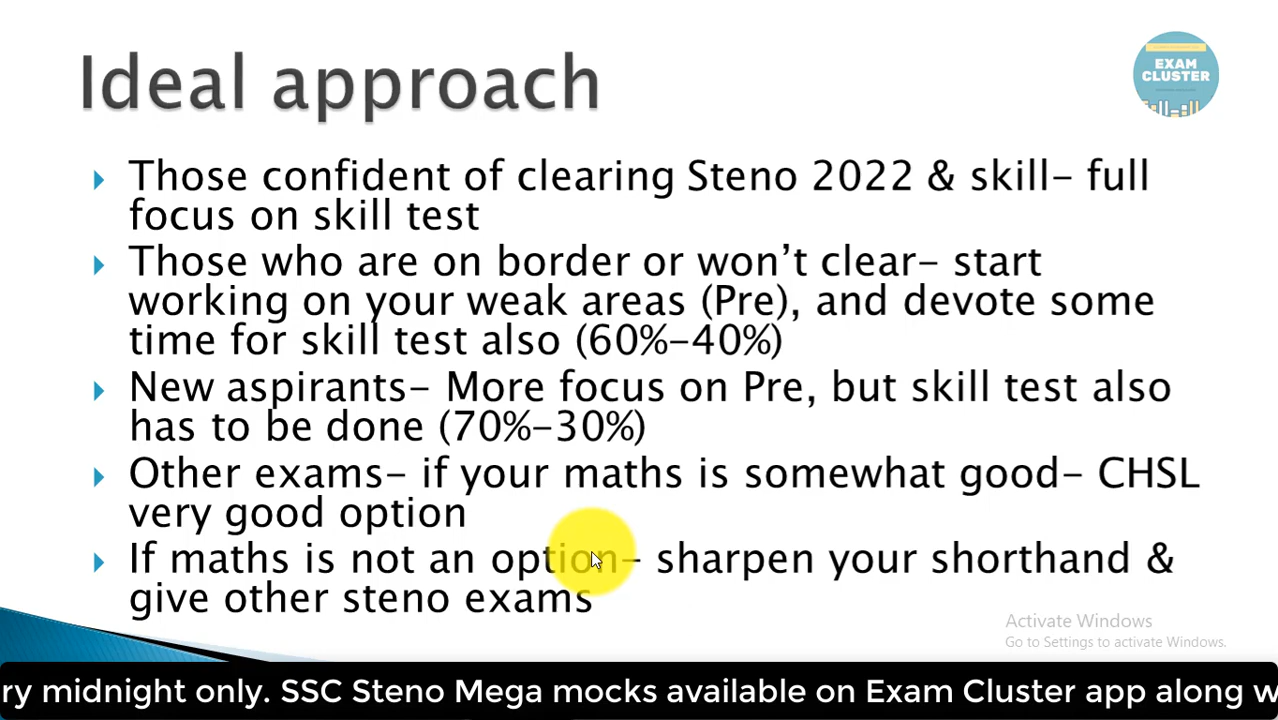 Ideal approach
EXAM
CLUSTER
Those confident of clearing Steno 2022 & skill- full
focus on skill test
Those who are on border or won't clear- start
working on your weak areas (Pre), and devote some
time for skill test also (60%-40%)
New aspirants- More focus on Pre, but skill test also
has to be done (70%-30%)
Other exams- if your maths is somewhat good- CHSL
very good option
If maths is not an option- sharpen your shorthand &
give other steno exams
Activate Windows
Go to Settings to activate Windows.
ry midnight only. SSC Steno Mega mocks available on Exam Cluster app along w